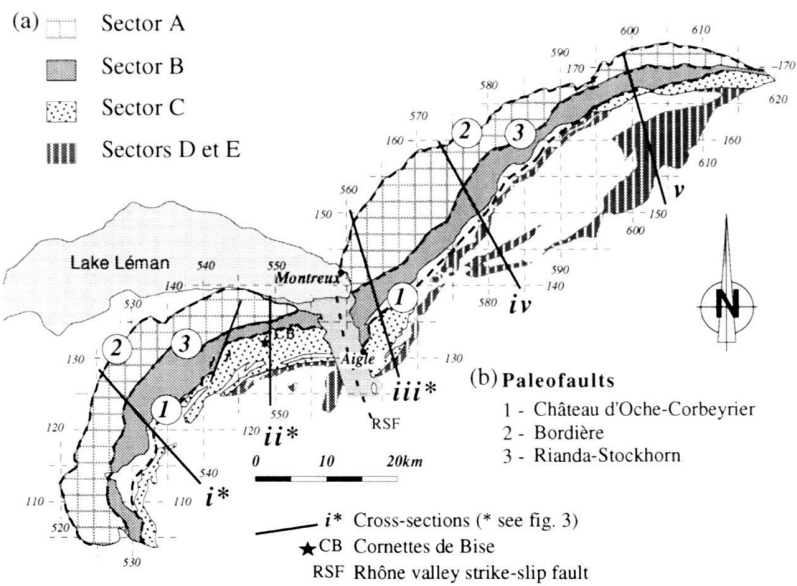 (a)
Sector A
Sector B
Sector C
Sectors D et E
600
610
590
170
170
620
580
2
3
570
160
160
610
560
150
v
150
600
Lake Léman
540
550
Montreux
590
140
580
140
iv
530
1
N
2
3
CB
Aigle
130
130
i
iii*
(b) Paleofaults
1 - Château d'Oche-Corbeyrier
2 - Bordière
3 - Rianda-Stockhorn
1
550
120
120
ii*
RSF
540
i*
0 10 20km
110
110
520
530
i* Cross-sections (* see fig. 3)
CB Cornettes de Bise
RSF Rhône valley strike-slip fault